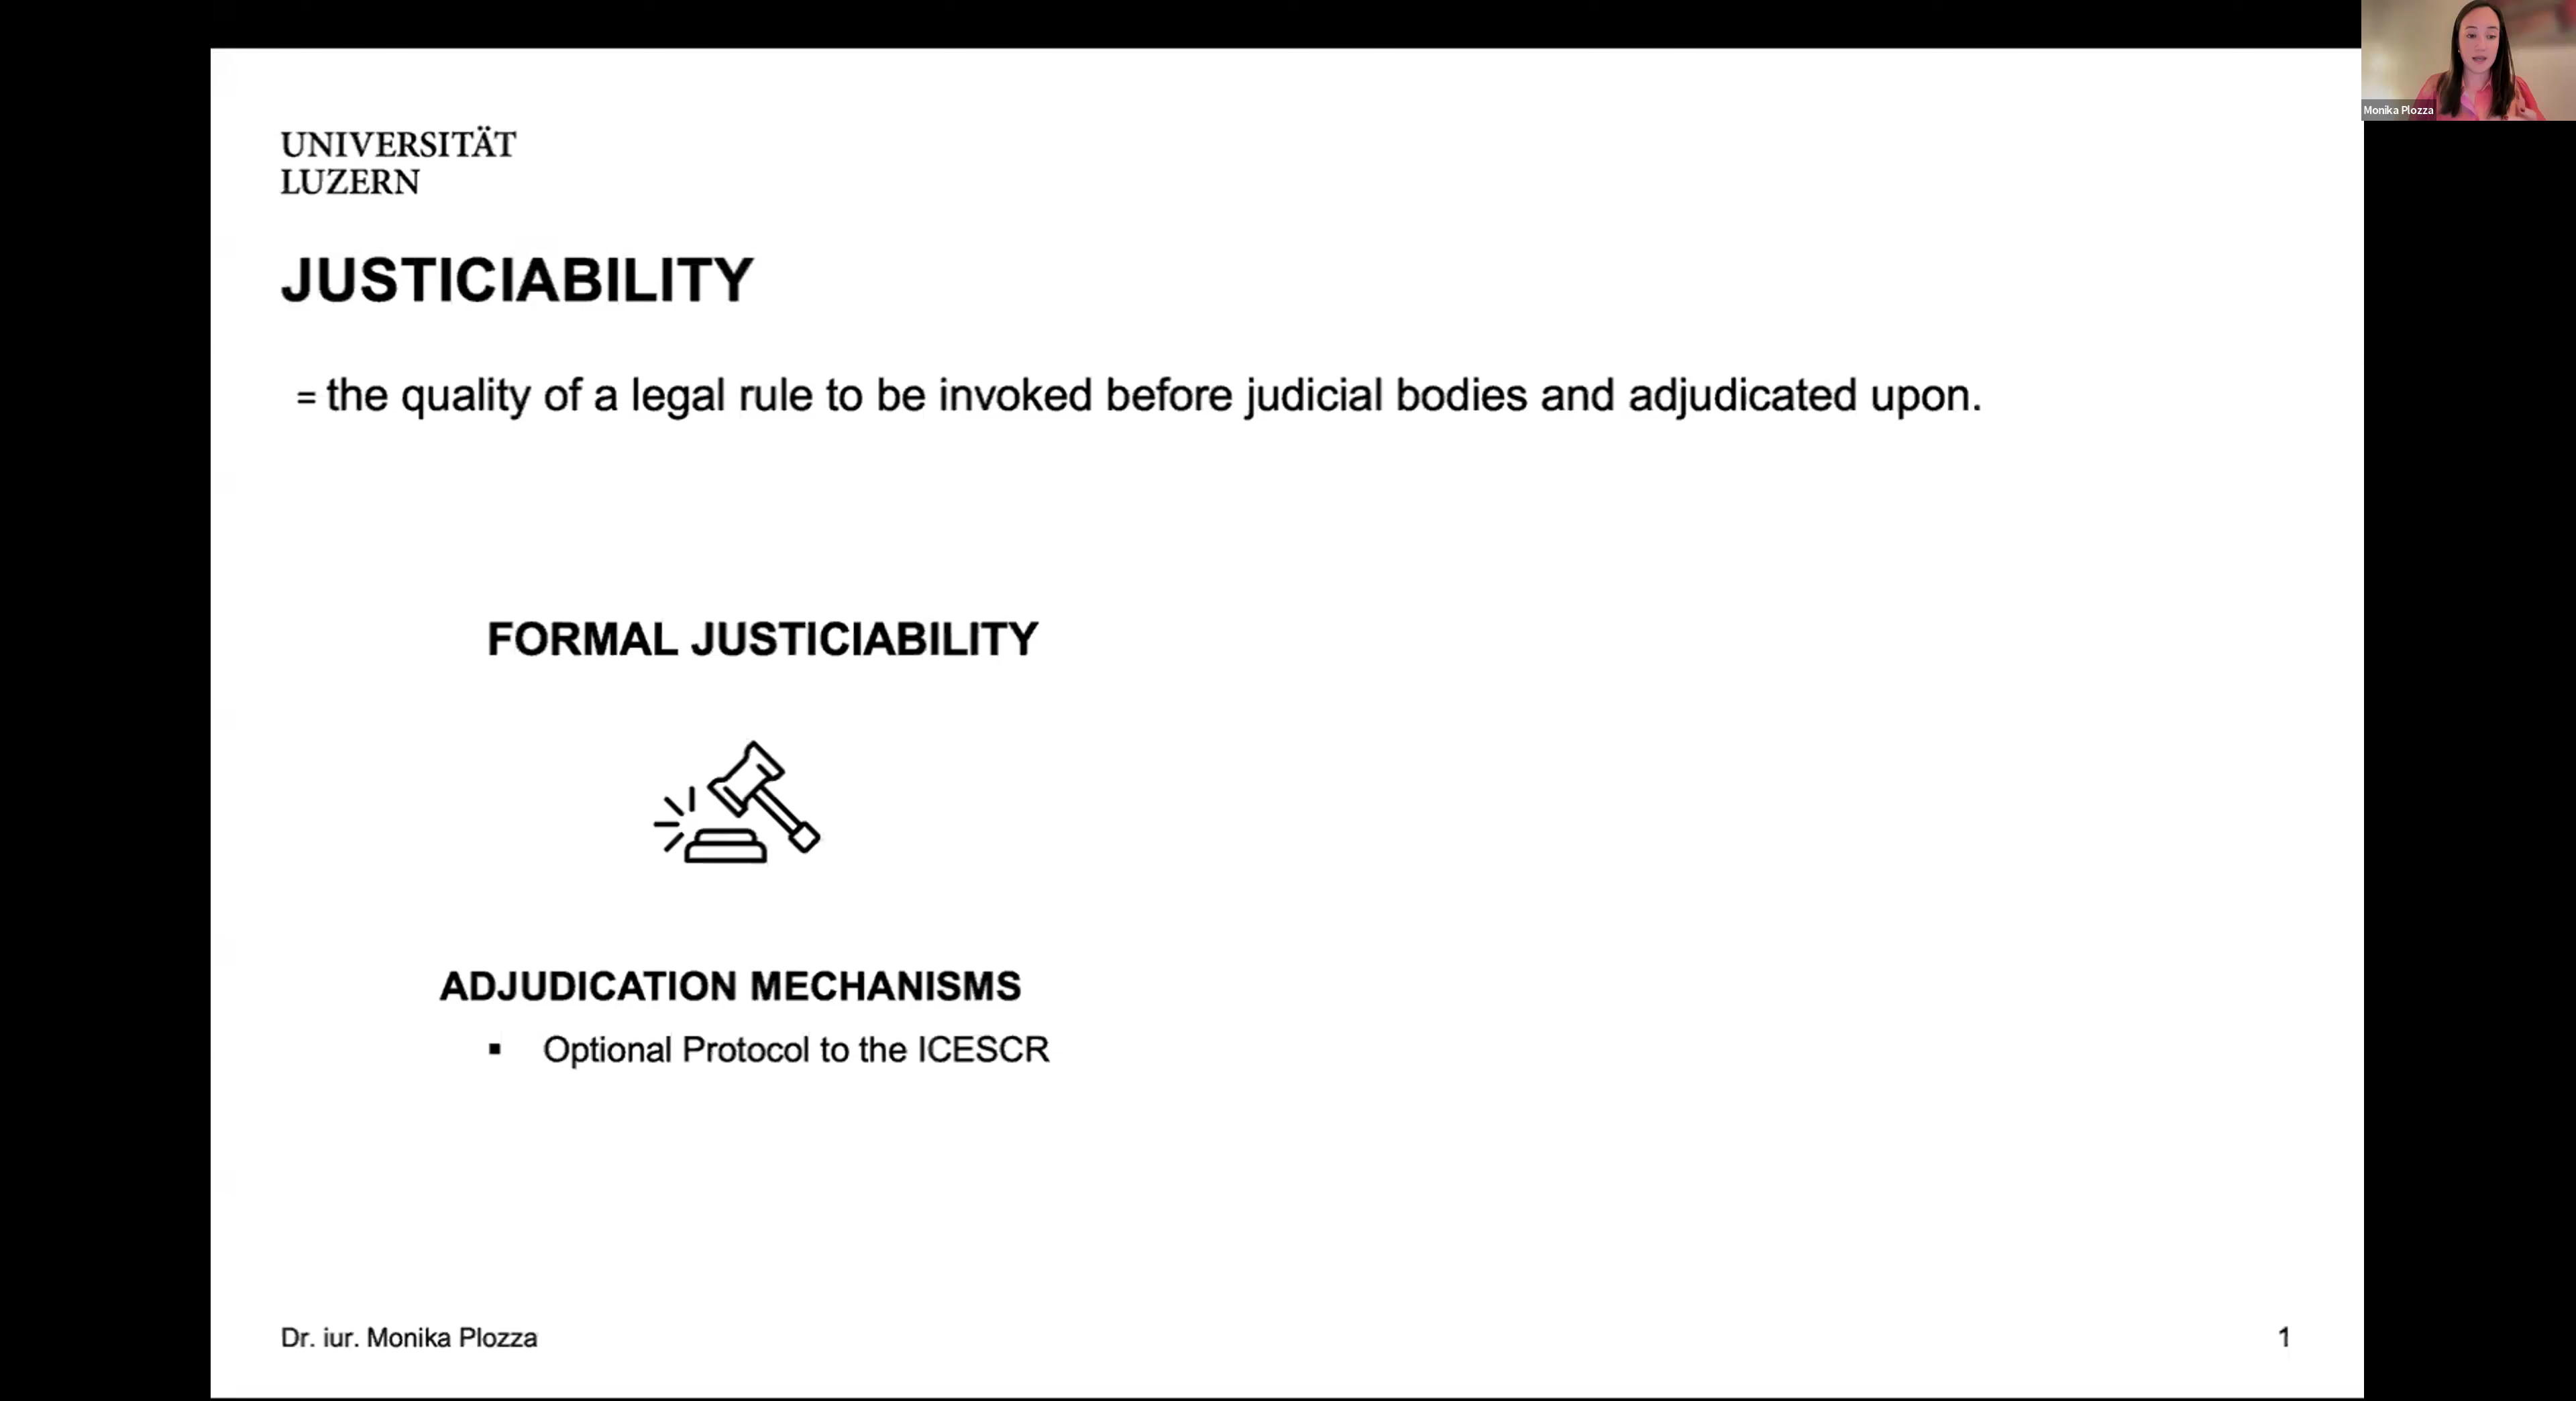 Monika Plozza
UNIVERSITÄT
LUZERN
JUSTICIABILITY
= the quality of a legal rule to be invoked before judicial bodies and adjudicated upon.
FORMAL JUSTICIABILITY
ADJUDICATION MECHANISMS
▪ Optional Protocol to the ICESCR
Dr. iur. Monika Plozza
1